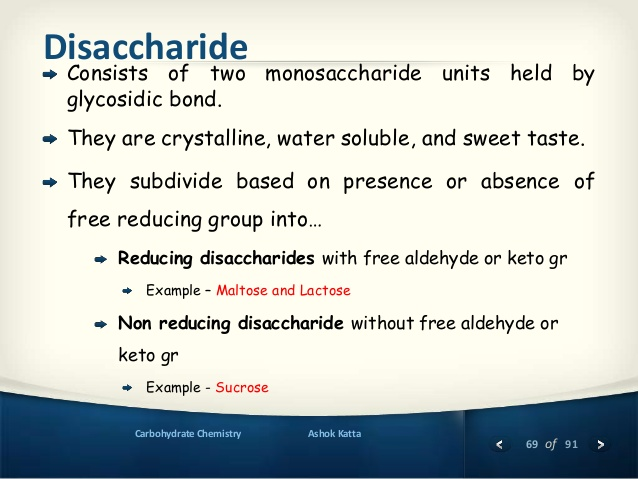 Disaccharide
Consists of two monosaccharide units held by
glycosidic bond.
They are crystalline, water soluble, and sweet taste.
They subdivide based on presence or absence of
free reducing group into…
Reducing disaccharides with free aldehyde or keto gr
Example – Maltose and Lactose
Non reducing disaccharide without free aldehyde or
keto gr
Example - Sucrose
Carbohydrate Chemistry Ashok Katta
69 of 91